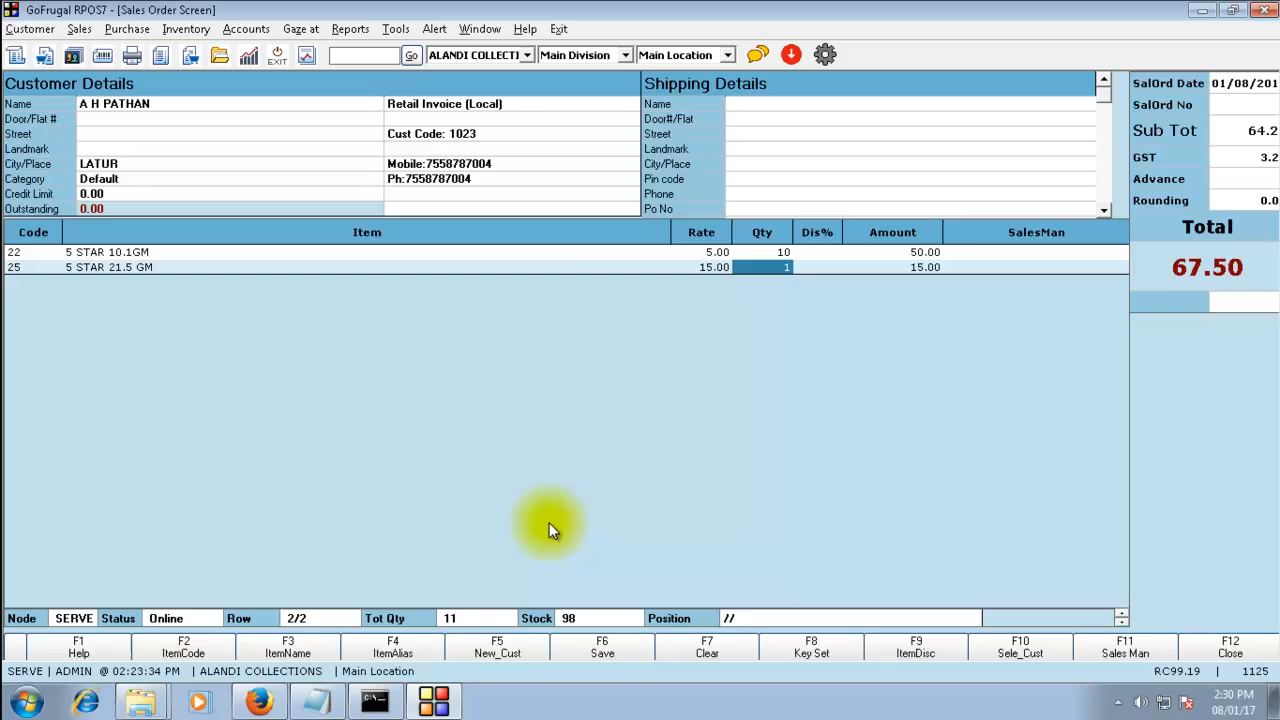 GoFrugal RPOS7 - [Sales Order Screen]
Customer Sales Purchase Inventory Accounts Gaze at Reports Tools Alert Window Help Exit
EXIT Go ALANDI COLLECTI Main Division Main Location
Customer Details
Name A H PATHAN Retail Invoice (Local)
Door/Flat #
Street Cust Code: 1023
Landmark
City/Place LATUR Mobile:7558787004
Category Default Ph:7558787004
Credit Limit 0.00
Outstanding 0.00
Shipping Details
Name
Door#/Flat
Street
Landmark
City/Place
Pin code
Phone
Po No
SalOrd Date 01/08/201
SalOrd No
Sub Tot 64.2
GST 3.2
Advance
Rounding 0.0
Total
67.50
Code Item Rate Qty Dis% Amount SalesMan
22 5 STAR 10.1GM 5.00 10 50.00
25 5 STAR 21.5 GM 15.00 1 15.00
Node SERVE Status Online Row 2/2 Tot Qty 11 Stock 98 Position //
F1 F2 F3 F4 F5 F6 F7 F8 F9 F10 F11 F12
Help ItemCode ItemName ItemAlias New_Cust Save Clear Key Set ItemDisc Sele_Cust Sales Man Close
SERVE | ADMIN @ 02:23:34 PM | ALANDI COLLECTIONS | Main Location RC99.19 | 1125
2:30 PM
08/01/17